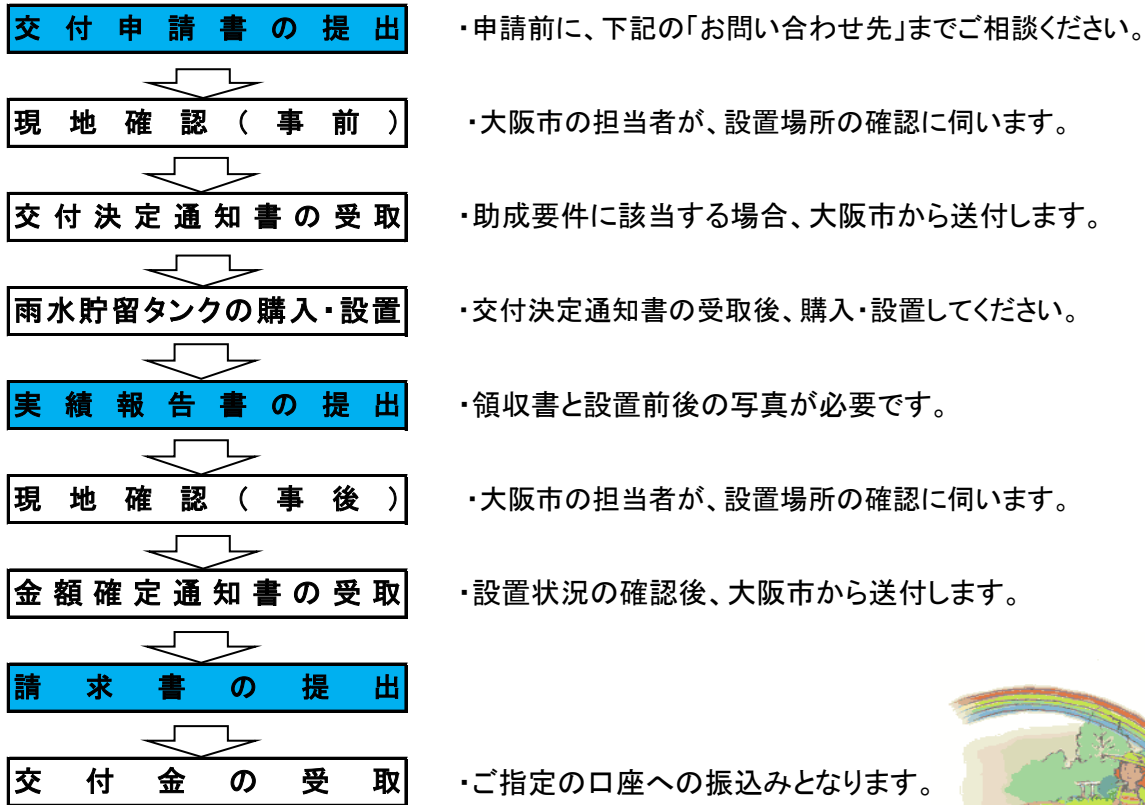 交付申請書の提出 ・申請前に、下記の「お問い合わせ先」までご相談ください。
現地確認(事前) ・大阪市の担当者が、設置場所の確認に伺います。
交付決定通知書の受取 ・助成要件に該当する場合、大阪市から送付します。
雨水貯留タンクの購入・設置 ・交付決定通知書の受取後、購入・設置してください。
実績報告書の提出 ・領収書と設置前後の写真が必要です。
現地確認(事後) ・大阪市の担当者が、設置場所の確認に伺います。
金額確定通知書の受取 ・設置状況の確認後、大阪市から送付します。
請求書の提出
交付金の受取 ・ご指定の口座への振込みとなります。